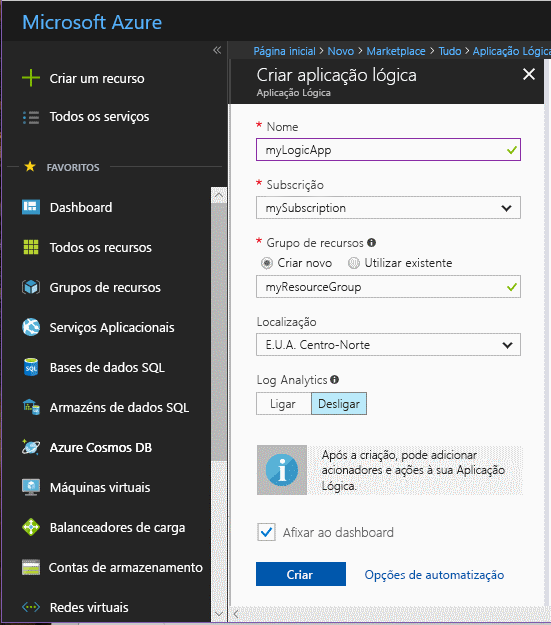 Microsoft Azure
Criar um recurso
Todos os serviços
FAVORITOS
Dashboard
Todos os recursos
Grupos de recursos
Serviços Aplicacionais
Bases de dados SQL
Armazéns de dados SQL
Azure Cosmos DB
Máquinas virtuais
Balanceadores de carga
Contas de armazenamento
Redes virtuais
Página inicial > Novo > Marketplace > Tudo > Aplicação Lógica
Criar aplicação lógica
Aplicação Lógica
* Nome
myLogicApp
* Subscrição
mySubscription
* Grupo de recursos
Criar novo Utilizar existente
myResourceGroup
Localização
E.U.A. Centro-Norte
Log Analytics
Ligar Desligar
Após a criação, pode adicionar
acionadores e ações à sua Aplicação
Lógica.
Afixar ao dashboard
Criar Opções de automatização